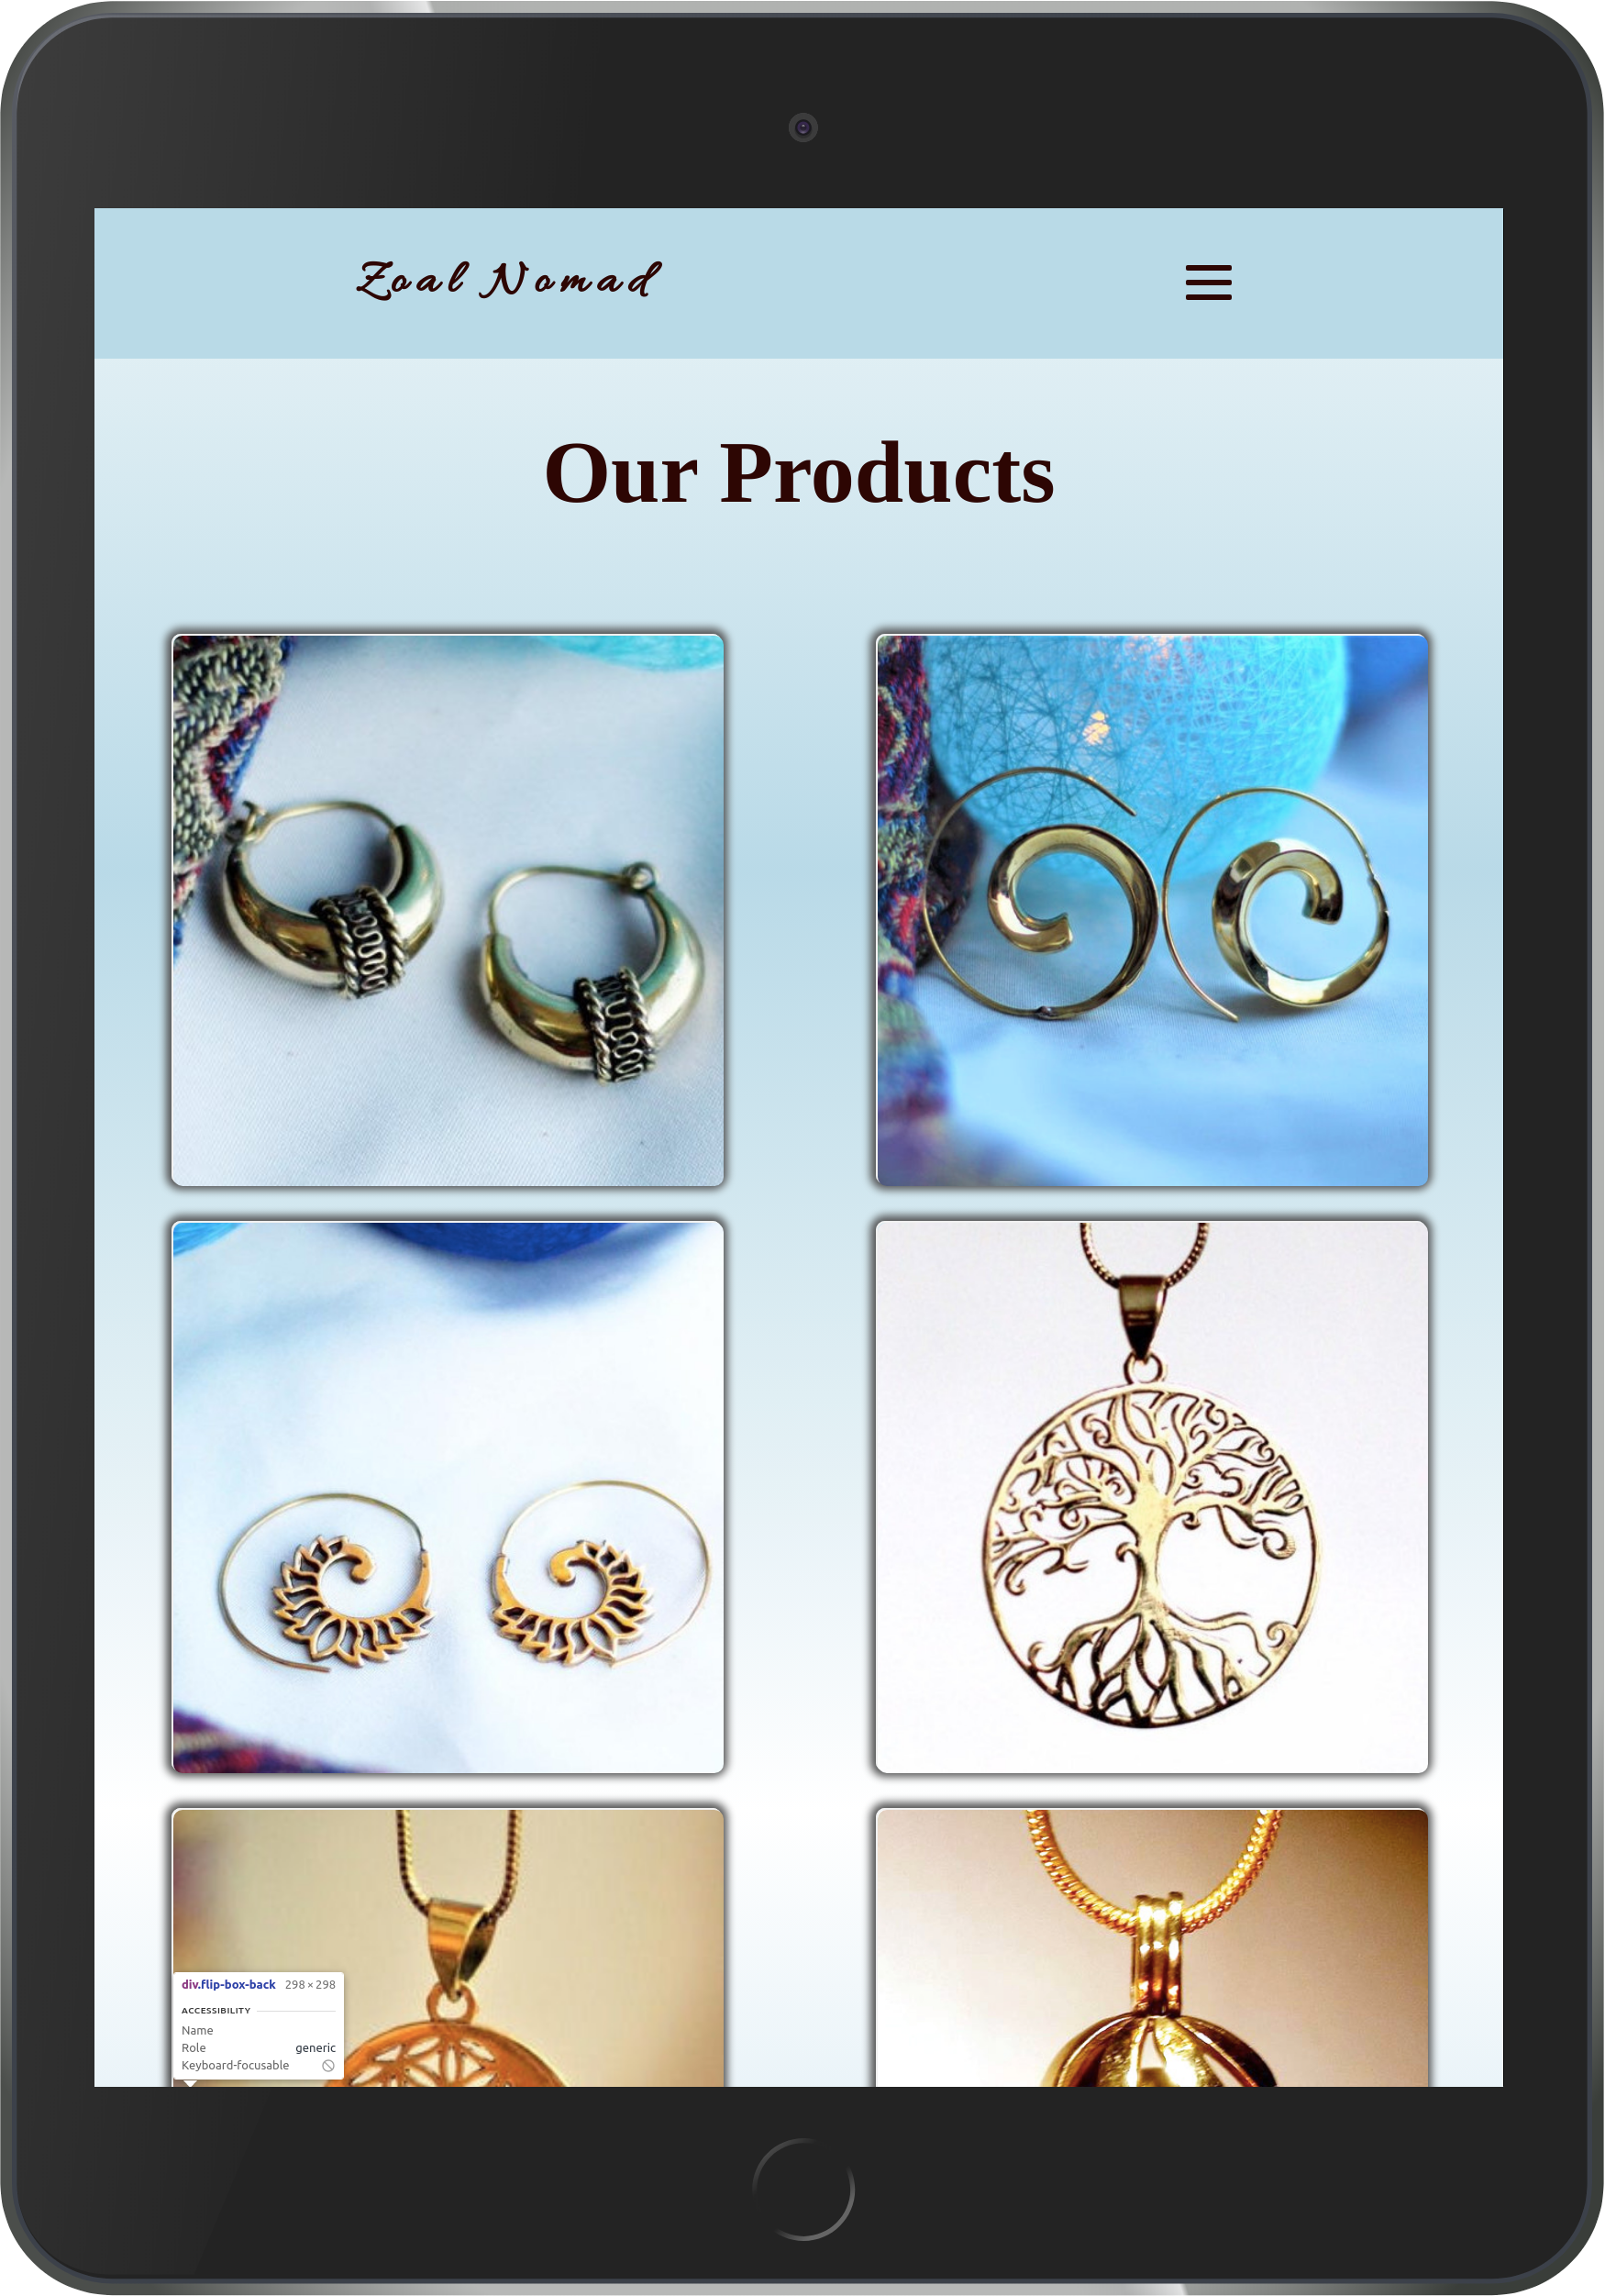 Zoal Nomad
Our Products
div.flip-box-back 298 × 298
ACCESSIBILITY
Name
Role generic
Keyboard-focusable